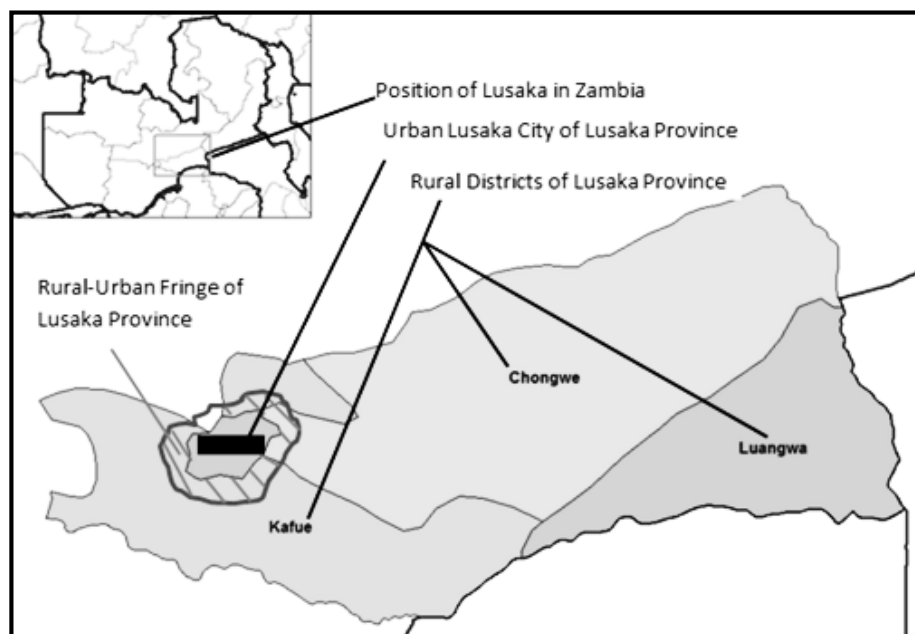 Position of Lusaka in Zambia
Urban Lusaka City of Lusaka Province
Rural Districts of Lusaka Province
Rural-Urban Fringe of
Lusaka Province
Chongwe
Luangwa
Kafue